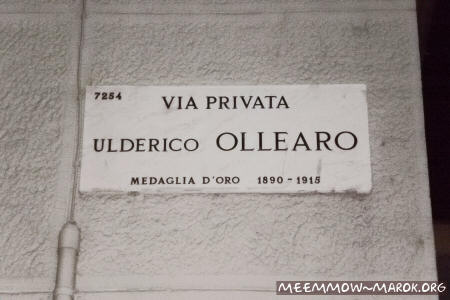 7254
VIA PRIVATA
ULDERICO OLLEARO
MEDAGLIA D'ORO 1890-1915
MEEMMOW~MAROK.ORG